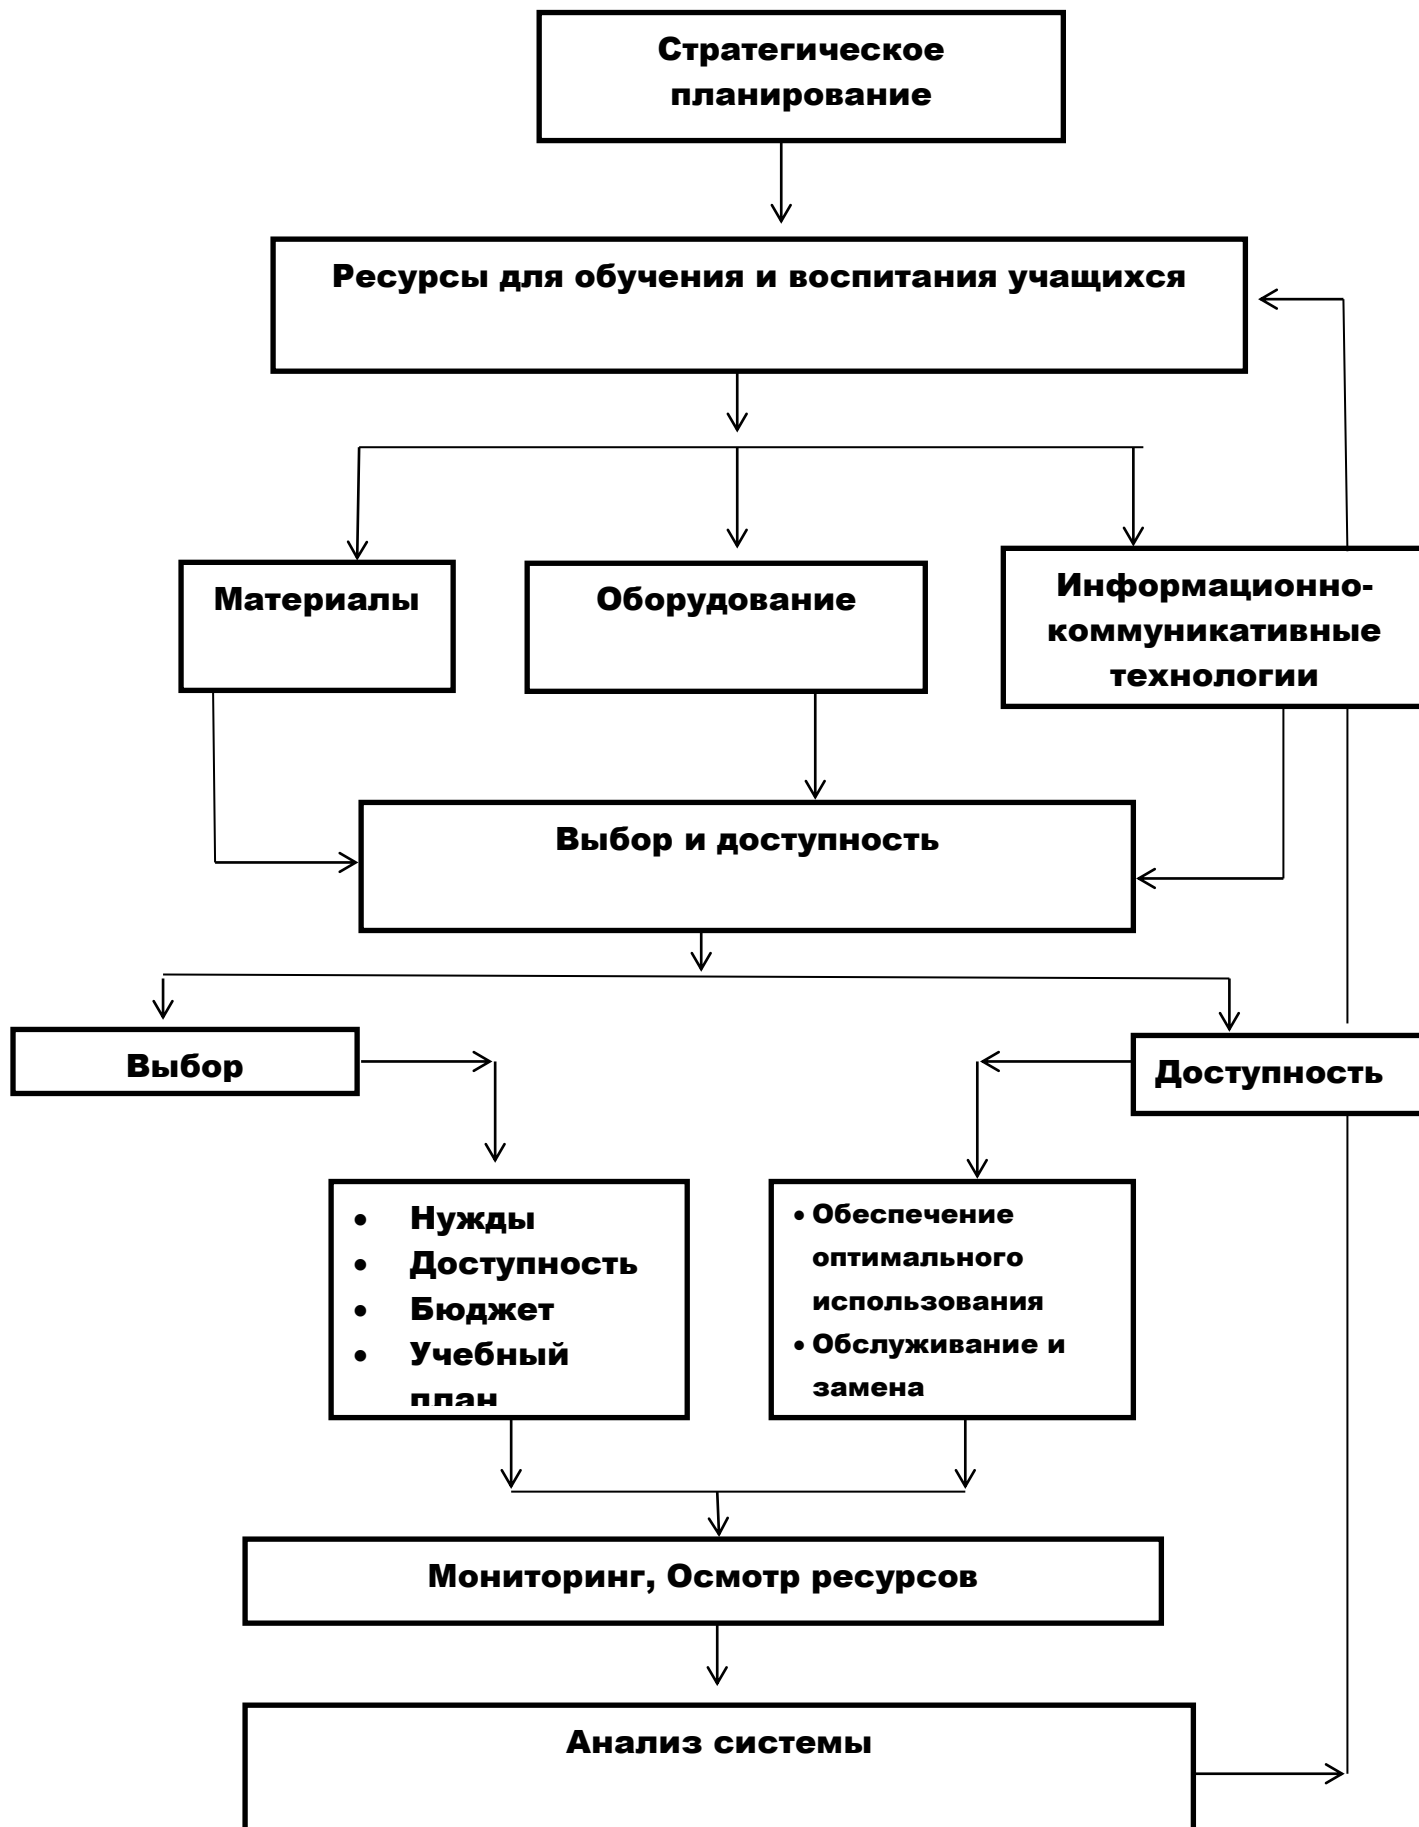 Стратегическое
планирование
Ресурсы для обучения и воспитания учащихся
Материалы
Оборудование
Информационно-
коммуникативные
технологии
Выбор и доступность
Выбор
Доступность
• Нужды
• Доступность
• Бюджет
• Учебный
план
• Обеспечение
оптимального
использования
• Обслуживание и
замена
Мониторинг, Осмотр ресурсов
Анализ системы